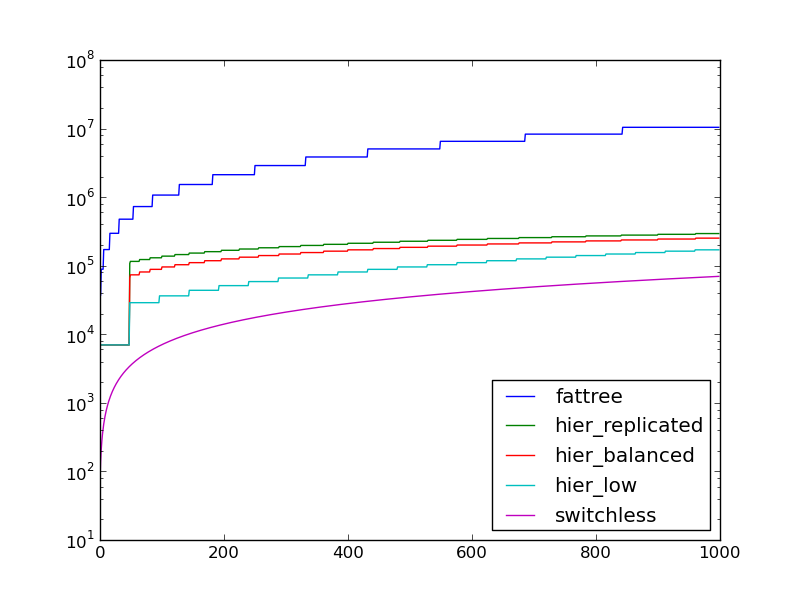 10^8
10^7
10^6
10^5
10^4
10^3
10^2
10^1
0 200 400 600 800 1000
fattree
hier_replicated
hier_balanced
hier_low
switchless